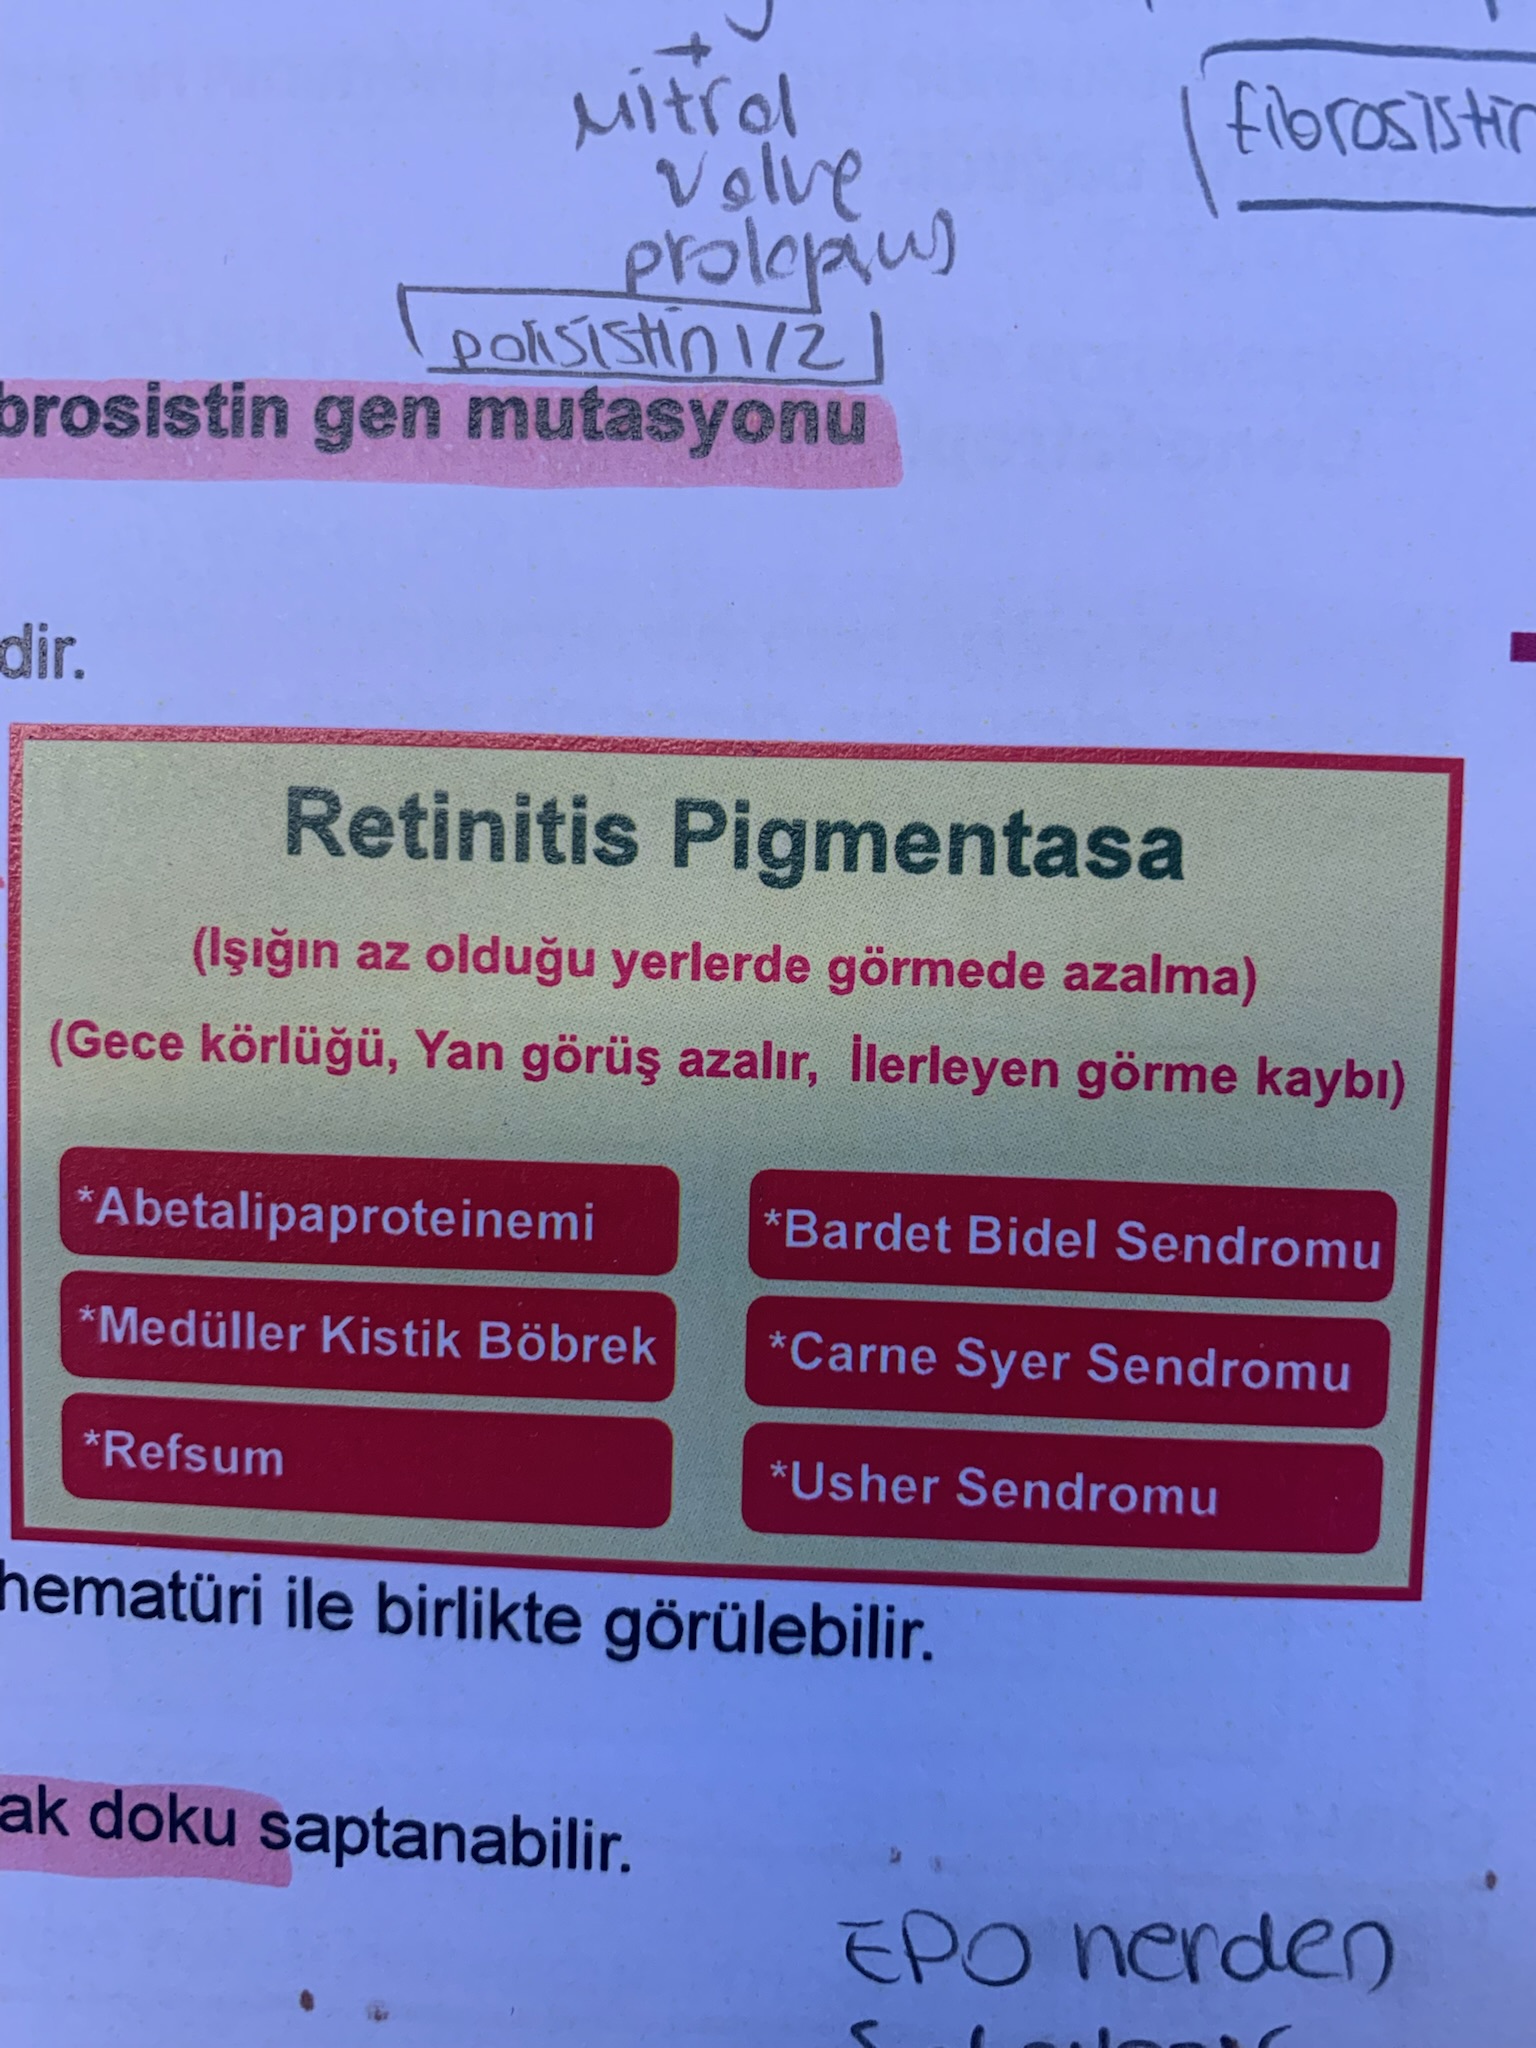 Mitral
valve
prolapsus
fibrosistin
polisistin 1/2
brosistin gen mutasyonu
dir.
Retinitis Pigmentasa
(Işığın az olduğu yerlerde görmede azalma)
(Gece körlüğü, Yan görüş azalır, İlerleyen görme kaybı)
*Abetalipaproteinemi
*Bardet Bidel Sendromu
*Medüller Kistik Böbrek
*Carne Syer Sendromu
*Refsum
*Usher Sendromu
hematüri ile birlikte görülebilir.
ak doku saptanabilir.
EPO nerden